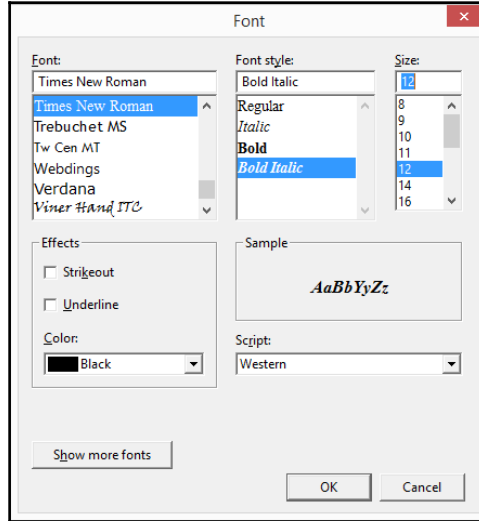 Font
Font:
Times New Roman
Times New Roman
Trebuchet MS
Tw Cen MT
Webdings
Verdana
Viner Hand ITC
Font style:
Bold Italic
Regular
Italic
Bold
Bold Italic
Size:
12
8
9
10
11
12
14
16
Effects
Strikeout
Underline
Color:
Black
Sample
AaBbYyZz
Script:
Western
Show more fonts
OK
Cancel